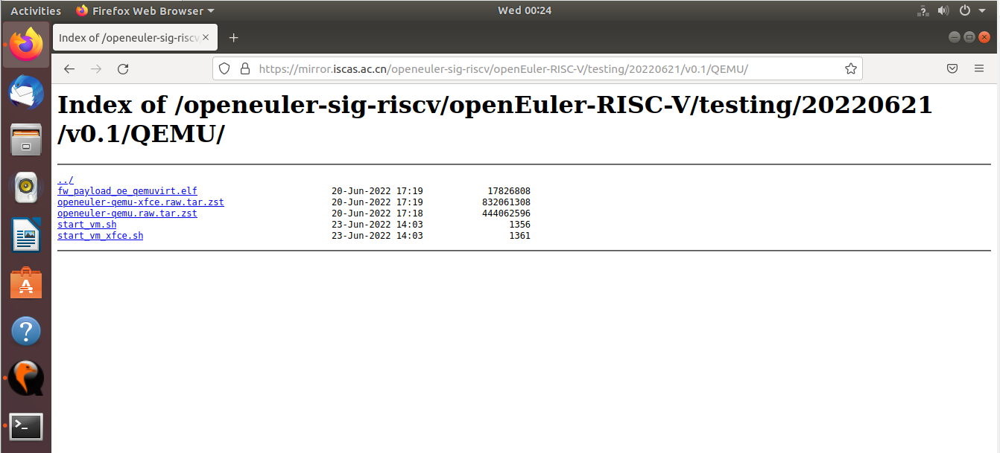 Activities Firefox Web Browser Wed 00:24
Index of /openeuler-sig-riscv
https://mirror.iscas.ac.cn/openeuler-sig-riscv/openEuler-RISC-V/testing/20220621/v0.1/QEMU/
Index of /openeuler-sig-riscv/openEuler-RISC-V/testing/20220621
/v0.1/QEMU/
../
fw_payload_oe_qemuvirt.elf 20-Jun-2022 17:19 17826808
openeuler-qemu-xfce.raw.tar.zst 20-Jun-2022 17:19 832061308
openeuler-qemu.raw.tar.zst 20-Jun-2022 17:18 444062596
start_vm.sh 23-Jun-2022 14:03 1356
start_vm_xfce.sh 23-Jun-2022 14:03 1361